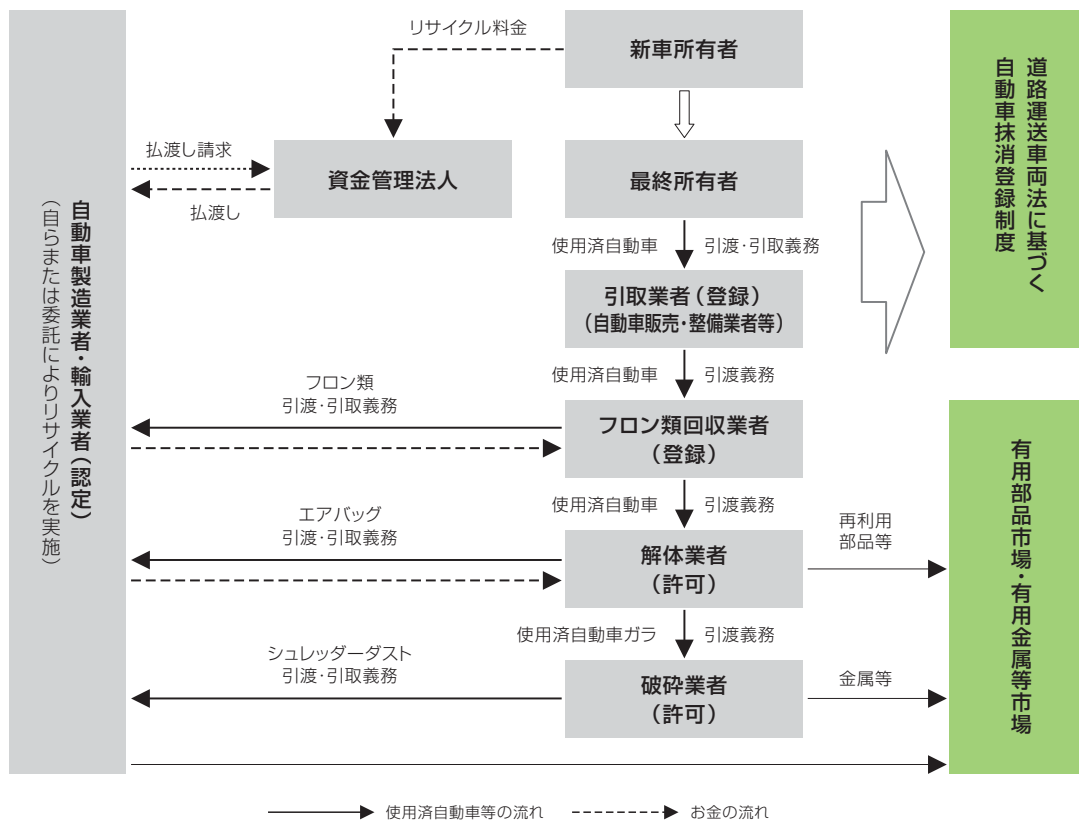 リサイクル料金
新車所有者
払渡し請求
払渡し
資金管理法人
最終所有者
使用済自動車 引渡・引取義務
引取業者（登録）
（自動車販売・整備業者等）
使用済自動車 引渡義務
フロン類
引渡・引取義務
フロン類回収業者
（登録）
使用済自動車 引渡義務
エアバッグ
引渡・引取義務
解体業者
（許可）
再利用
部品等
使用済自動車ガラ 引渡義務
シュレッダーダスト
引渡・引取義務
破砕業者
（許可）
金属等
自動車製造業者・輸入業者（認定）
（自らまたは委託によりリサイクルを実施）
道路運送車両法に基づく
自動車抹消登録制度
有用部品市場・有用金属等市場
使用済自動車等の流れ お金の流れ